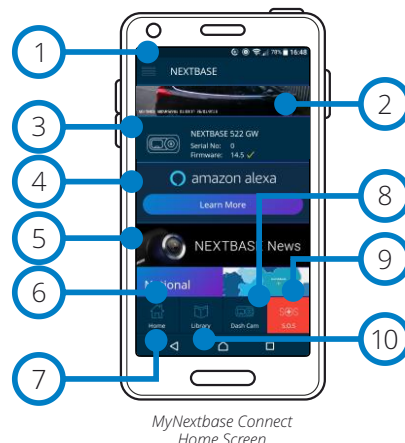 1
70% 16:48
NEXTBASE
2
3
NEXTBASE 522 GW
Serial No: 0
Firmware: 14.5
4
amazon alexa
Learn More
8
5
NEXTBASE News
9
6
Home
Library
Dash Cam
SOS
S.O.S
7
10
MyNextbase Connect
Home Screen